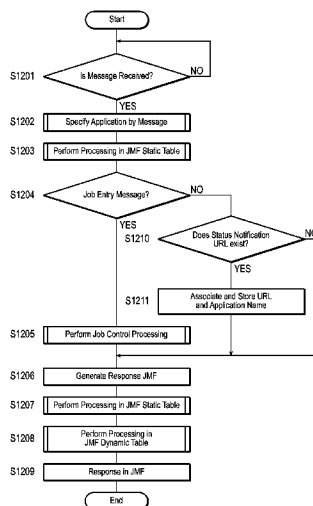 Start
S1201
Is Message Received?
NO
YES
S1202
Specify Application by Message
S1203
Perform Processing in JMF Static Table
S1204
Job Entry Message?
NO
YES
S1210
Does Status Notification
URL exist?
NO
YES
S1211
Associate and Store URL
and Application Name
S1205
Perform Job Control Processing
S1206
Generate Response JMF
S1207
Perform Processing in JMF Static Table
S1208
Perform Processing in
JMF Dynamic Table
S1209
Response in JMF
End